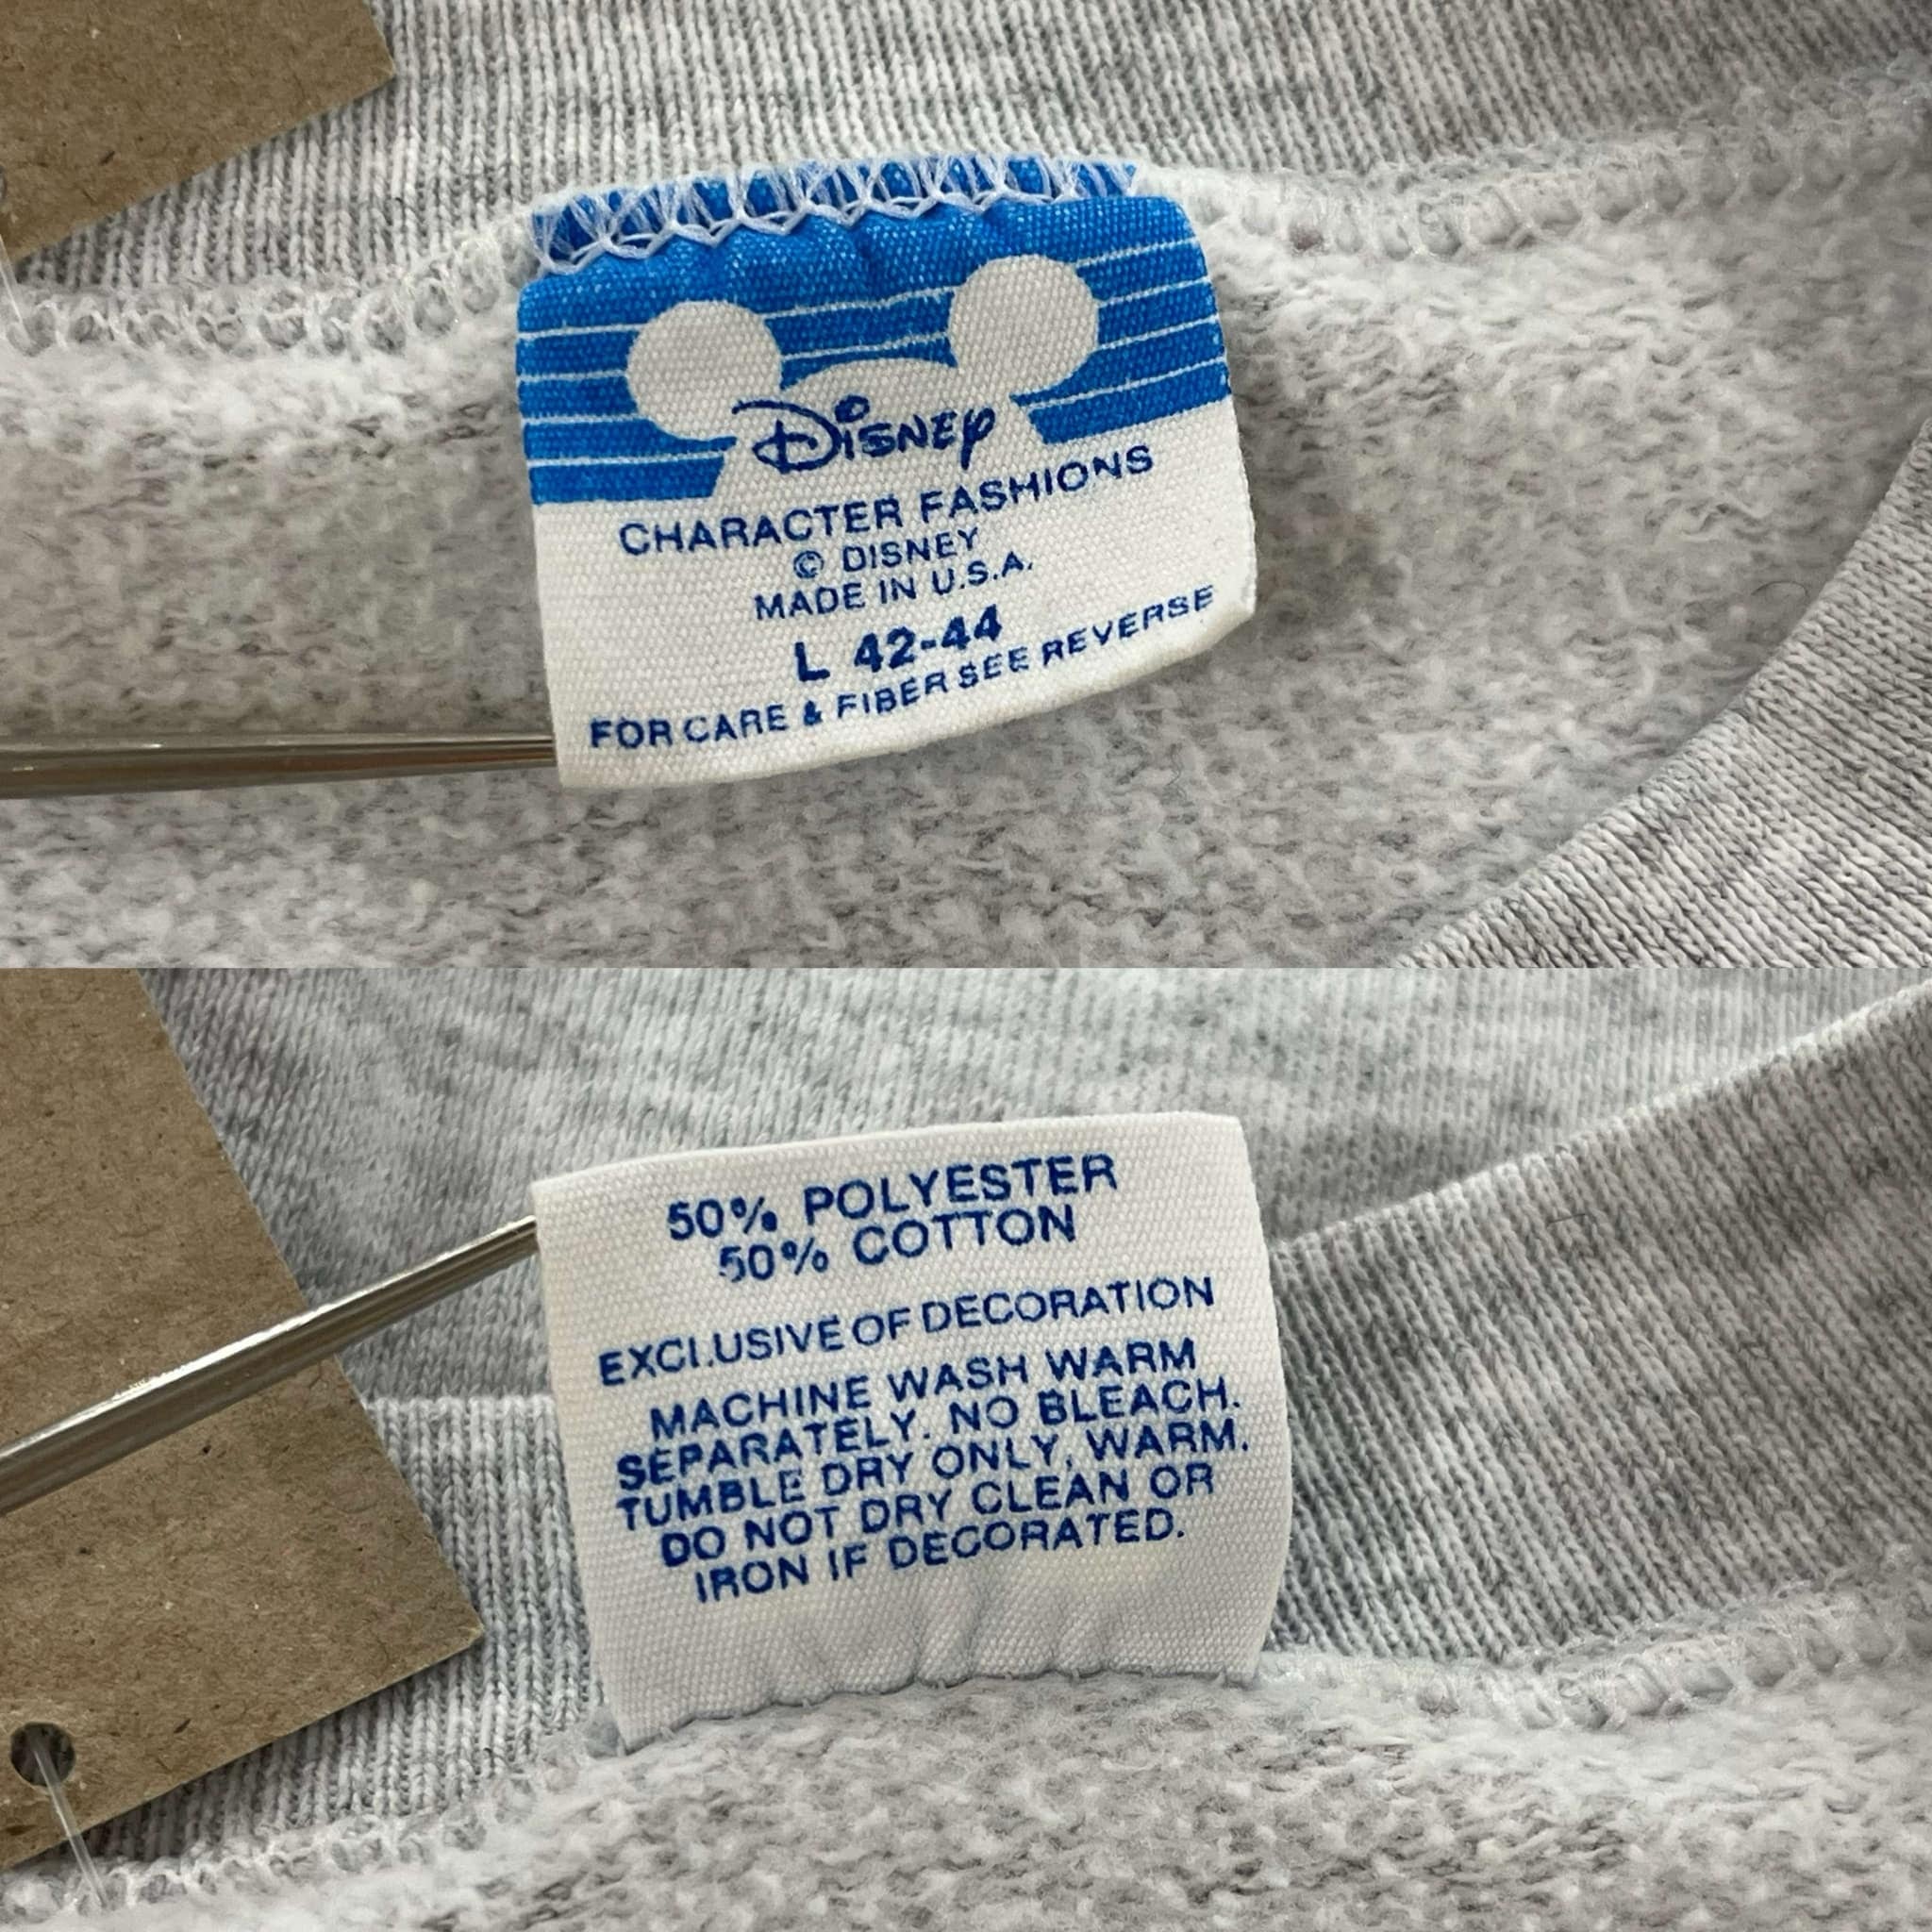 Disney
CHARACTER FASHIONS
© DISNEY
MADE IN U.S.A.
L 42-44
FOR CARE & FIBER SEE REVERSE
50% POLYESTER
50% COTTON
EXCLUSIVE OF DECORATION
MACHINE WASH WARM
SEPARATELY. NO BLEACH.
TUMBLE DRY ONLY, WARM.
DO NOT DRY CLEAN OR
IRON IF DECORATED.